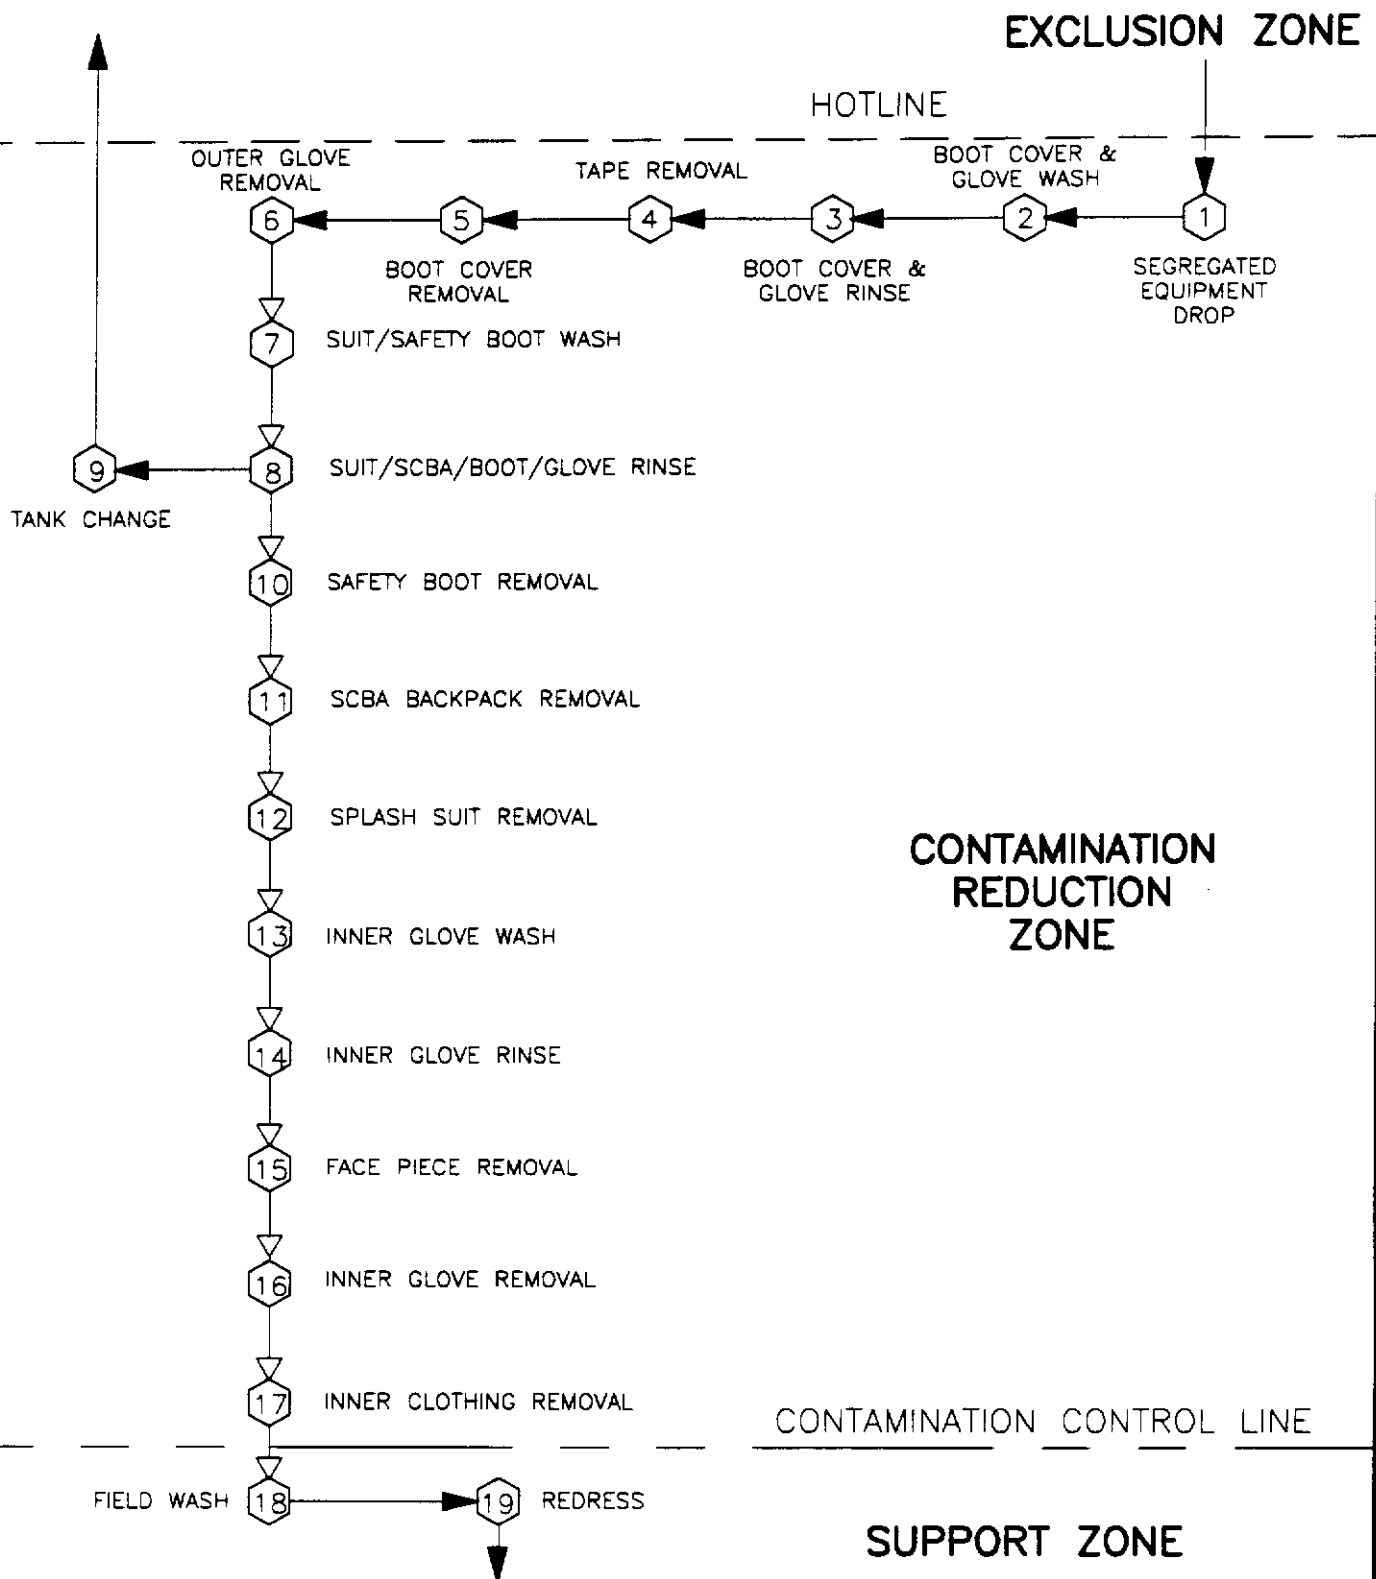 EXCLUSION ZONE
HOTLINE
OUTER GLOVE
REMOVAL
TAPE REMOVAL
BOOT COVER &
GLOVE WASH
6
5
4
3
2
1
BOOT COVER
REMOVAL
BOOT COVER &
GLOVE RINSE
SEGREGATED
EQUIPMENT
DROP
7 SUIT/SAFETY BOOT WASH
9
8 SUIT/SCBA/BOOT/GLOVE RINSE
TANK CHANGE
10 SAFETY BOOT REMOVAL
11 SCBA BACKPACK REMOVAL
12 SPLASH SUIT REMOVAL
CONTAMINATION
REDUCTION
ZONE
13 INNER GLOVE WASH
14 INNER GLOVE RINSE
15 FACE PIECE REMOVAL
16 INNER GLOVE REMOVAL
17 INNER CLOTHING REMOVAL
CONTAMINATION CONTROL LINE
FIELD WASH 18
19 REDRESS
SUPPORT ZONE